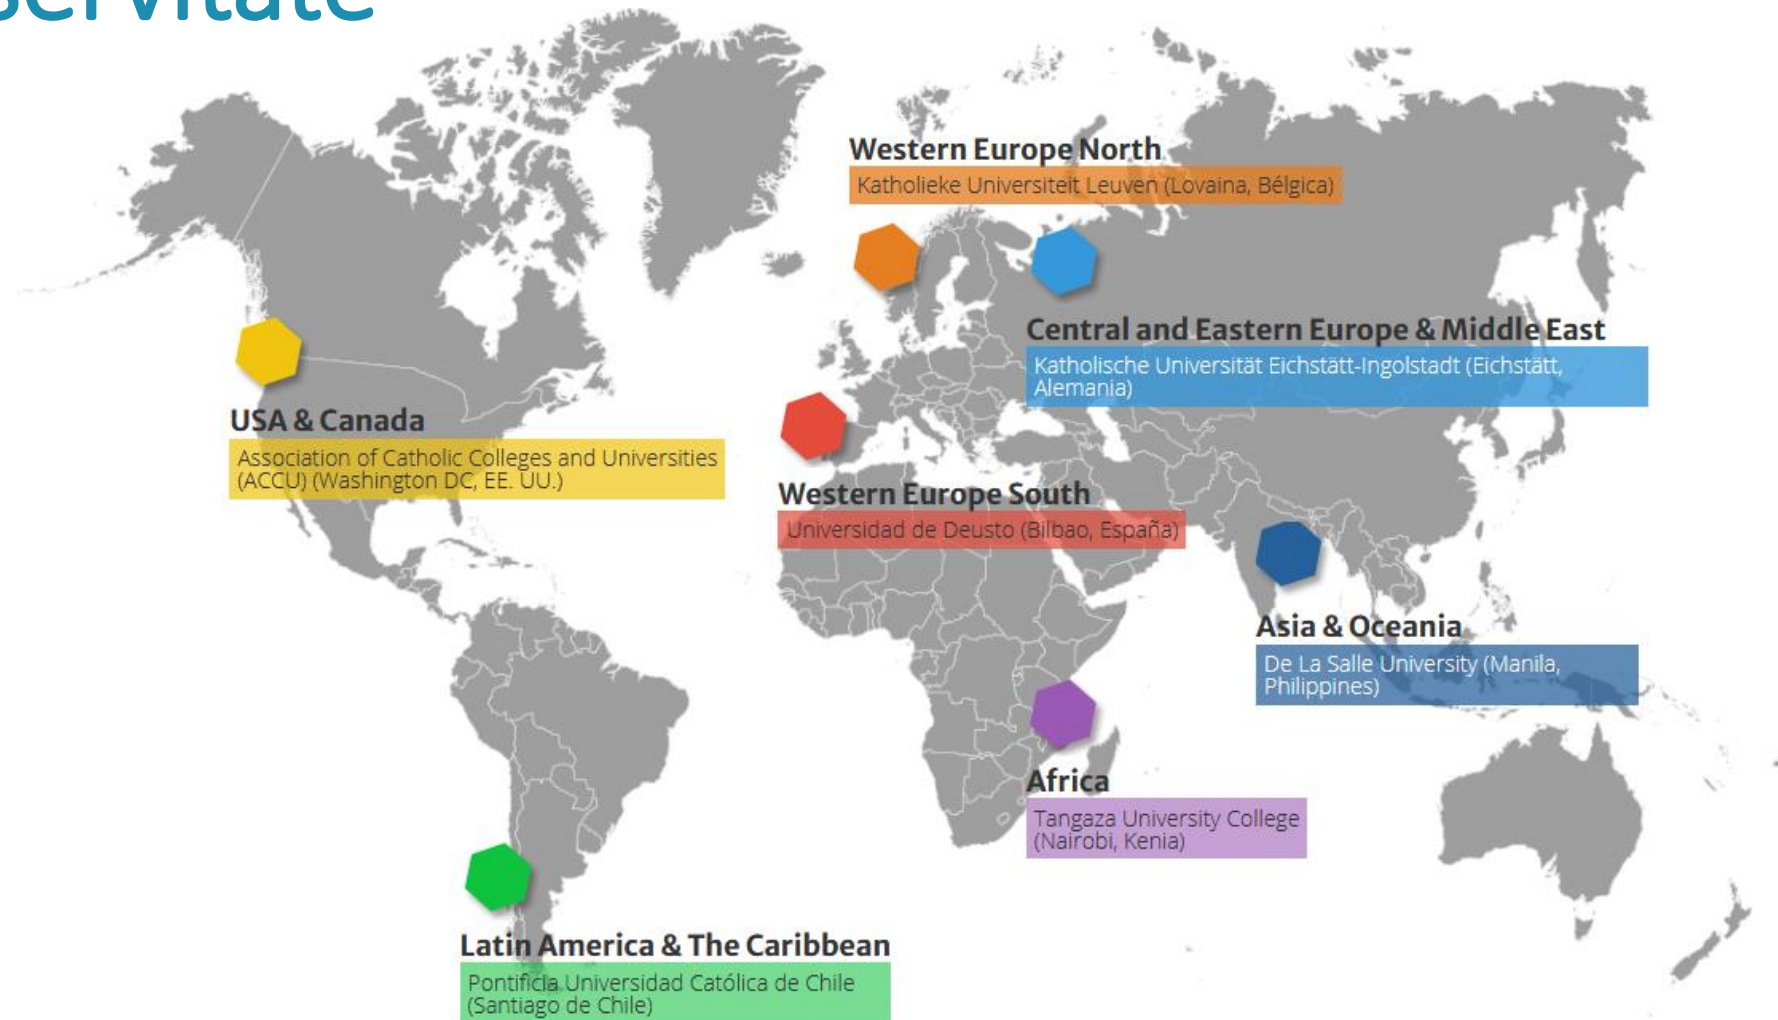 servitate
Western Europe North
Katholieke Universiteit Leuven (Lovaina, Bélgica)
Central and Eastern Europe & Middle East
Katholische Universität Eichstätt-Ingolstadt (Eichstätt,
Alemania)
USA & Canada
Association of Catholic Colleges and Universities
(ACCU) (Washington DC, EE. UU.)
Western Europe South
Universidad de Deusto (Bilbao, España)
Asia & Oceania
De La Salle University (Manila,
Philippines)
Africa
Tangaza University College
(Nairobi, Kenia)
Latin America & The Caribbean
Pontificia Universidad Católica de Chile
(Santiago de Chile)